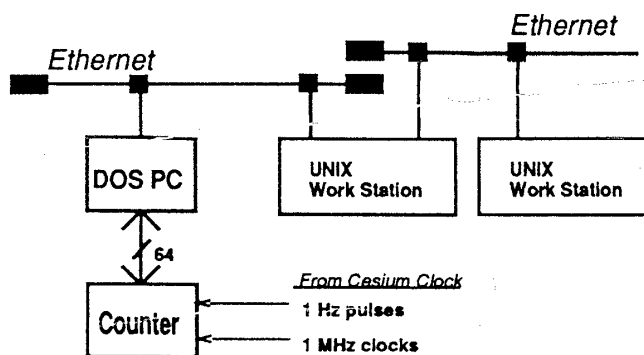 Ethernet
Ethernet
DOS PC
UNIX
Work Station
UNIX
Work Station
64
From Cesium Clock
1 Hz pulses
1 MHz clocks
Counter